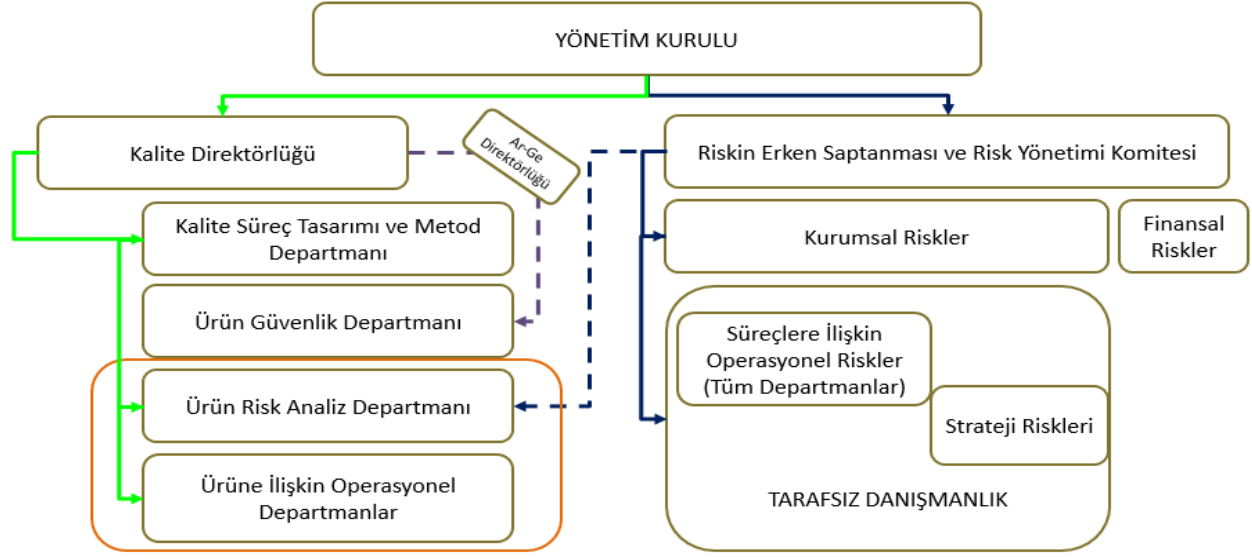 YÖNETİM KURULU
Kalite Direktörlüğü
Ar-Ge
Direktörlüğü
Riskin Erken Saptanması ve Risk Yönetimi Komitesi
Kalite Süreç Tasarımı ve Metod
Departmanı
Kurumsal Riskler
Finansal
Riskler
Ürün Güvenlik Departmanı
Süreçlere İlişkin
Operasyonel Riskler
(Tüm Departmanlar)
Ürün Risk Analiz Departmanı
Strateji Riskleri
Ürüne İlişkin Operasyonel
Departmanlar
TARAFSIZ DANIŞMANLIK